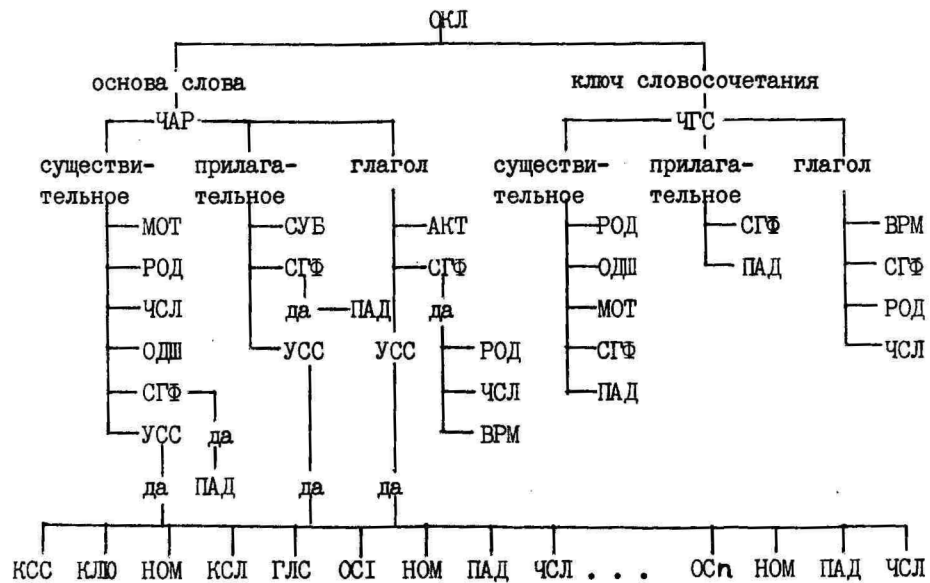 ОКЛ
основа слова ключ словосочетания
ЧАР ЧГС
существи- прилага- глагол существи- прилага- глагол
тельное тельное тельное тельное
МОТ СУБ АКТ РОД СГФ ВРМ
РОД СГФ СГФ ОДШ ПАД СГФ
ЧСЛ да ПАД да МОТ РОД
ОДШ УСС УСС РОД СГФ ЧСЛ
СГФ ЧСЛ ПАД
УСС да ВРМ
да ПАД да да
КСС КЛЮ НОМ КСЛ ГЛС ОС1 НОМ ПАД ЧСЛ . . . ОСn НОМ ПАД ЧСЛ